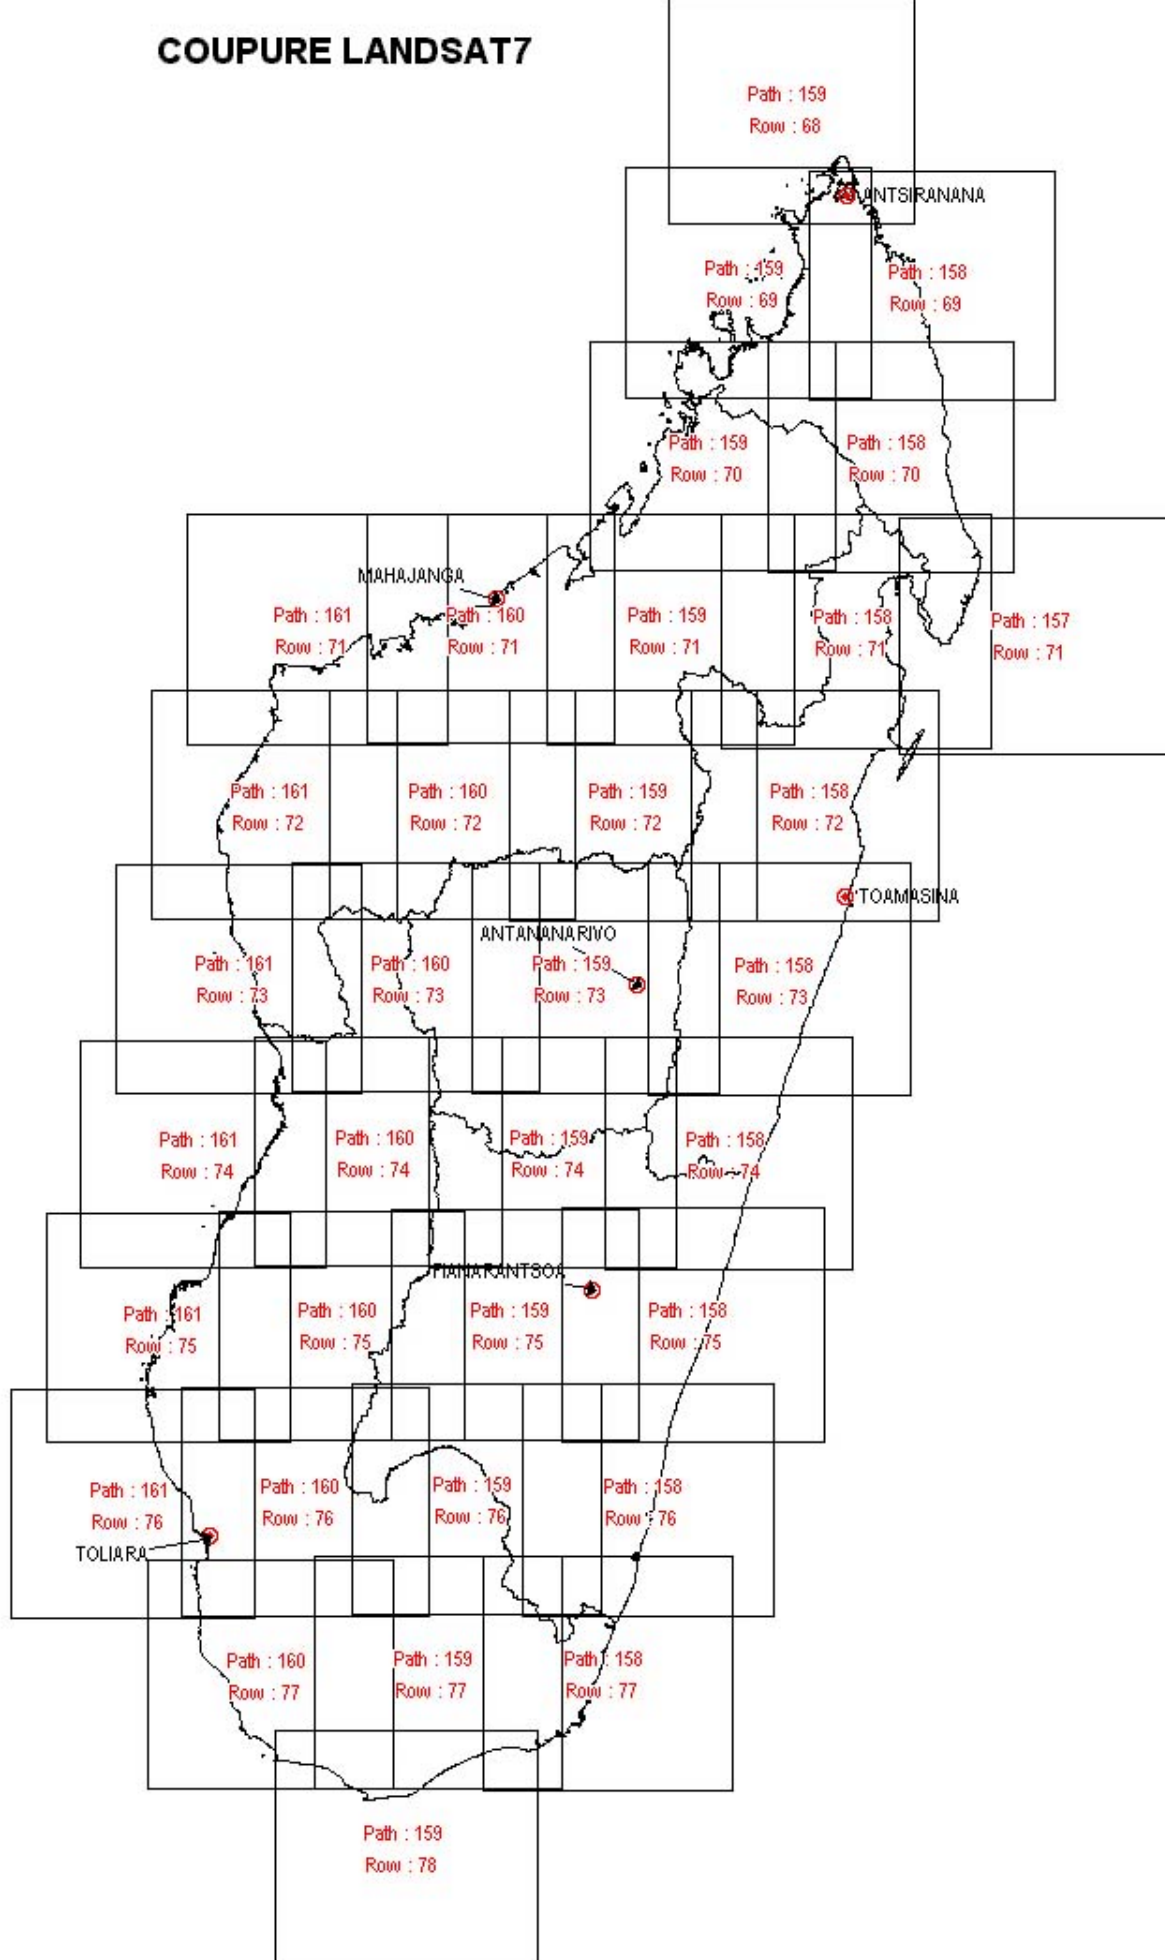 COUPURE LANDSAT7
Path : 159
Row : 68
ANTSIRANANA
Path : 159
Row : 69
Path : 158
Row : 69
Path : 159
Row : 70
Path : 158
Row : 70
MAHAJANGA
Path : 161
Row : 71
Path : 160
Row : 71
Path : 159
Row : 71
Path : 158
Row : 71
Path : 157
Row : 71
Path : 161
Row : 72
Path : 160
Row : 72
Path : 159
Row : 72
Path : 158
Row : 72
TOAMASINA
ANTANANARIVO
Path : 161
Row : 73
Path : 160
Row : 73
Path : 159
Row : 73
Path : 158
Row : 73
Path : 161
Row : 74
Path : 160
Row : 74
Path : 159
Row : 74
Path : 158
Row : 74
FIANARANTSOA
Path : 161
Row : 75
Path : 160
Row : 75
Path : 159
Row : 75
Path : 158
Row : 75
Path : 161
Row : 76
Path : 160
Row : 76
Path : 159
Row : 76
Path : 158
Row : 76
TOLIARA
Path : 160
Row : 77
Path : 159
Row : 77
Path : 158
Row : 77
Path : 159
Row : 78